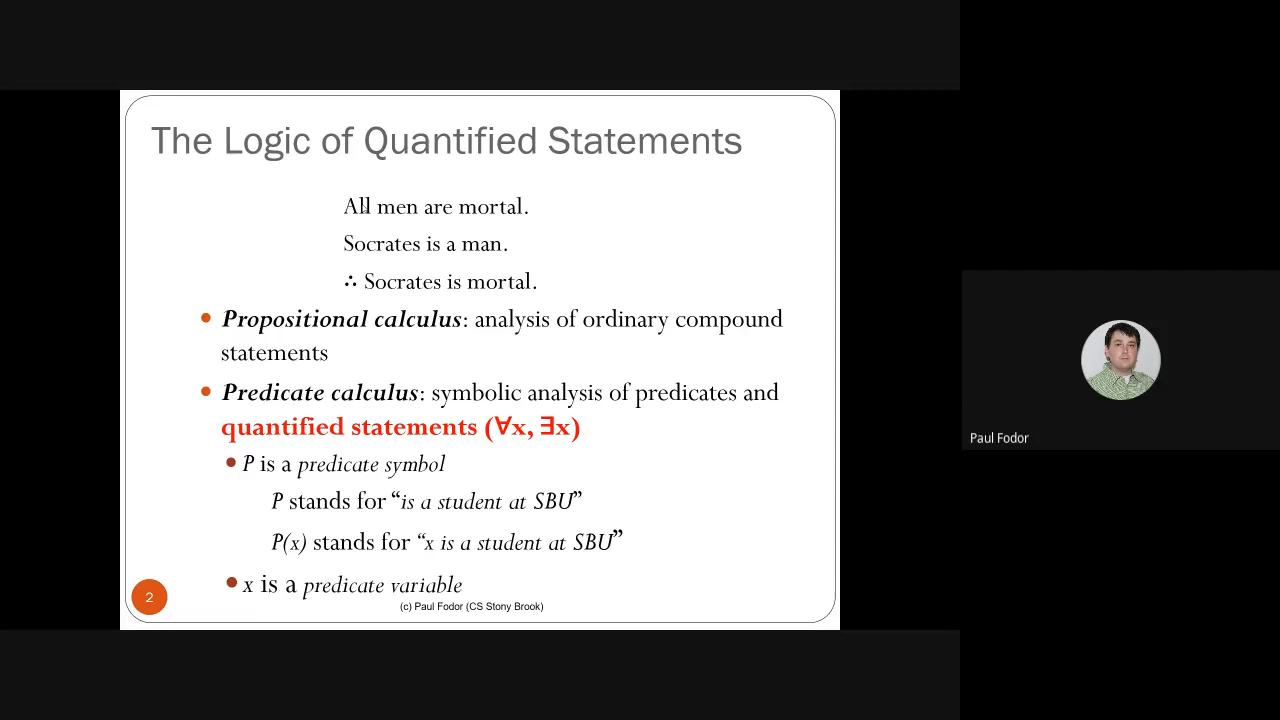 The Logic of Quantified Statements
All men are mortal.
Socrates is a man.
∴ Socrates is mortal.
• Propositional calculus: analysis of ordinary compound
statements
• Predicate calculus: symbolic analysis of predicates and
quantified statements (∀x, ∃x)
• P is a predicate symbol
P stands for “is a student at SBU”
P(x) stands for “x is a student at SBU”
• x is a predicate variable
2
(c) Paul Fodor (CS Stony Brook)
Paul Fodor